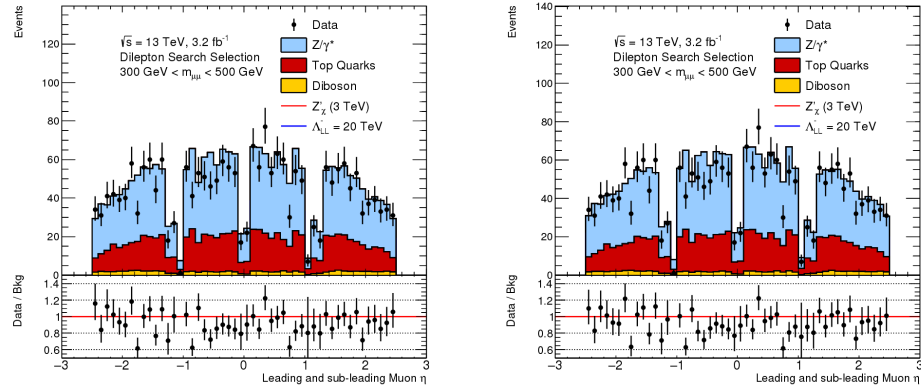 Events
140
120
100
80
60
40
20
0
√s = 13 TeV, 3.2 fb⁻¹
Dilepton Search Selection
300 GeV < m_μμ < 500 GeV
Data
Z/γ*
Top Quarks
Diboson
Z'_χ (3 TeV)
Λ⁻_LL = 20 TeV
Data / Bkg
1.4
1.2
1
0.8
0.6
−3 −2 −1 0 1 2 3
Leading and sub-leading Muon η
Events
140
120
100
80
60
40
20
0
√s = 13 TeV, 3.2 fb⁻¹
Dilepton Search Selection
300 GeV < m_μμ < 500 GeV
Data
Z/γ*
Top Quarks
Diboson
Z'_χ (3 TeV)
Λ⁻_LL = 20 TeV
Data / Bkg
1.4
1.2
1
0.8
0.6
−3 −2 −1 0 1 2 3
Leading and sub-leading Muon η